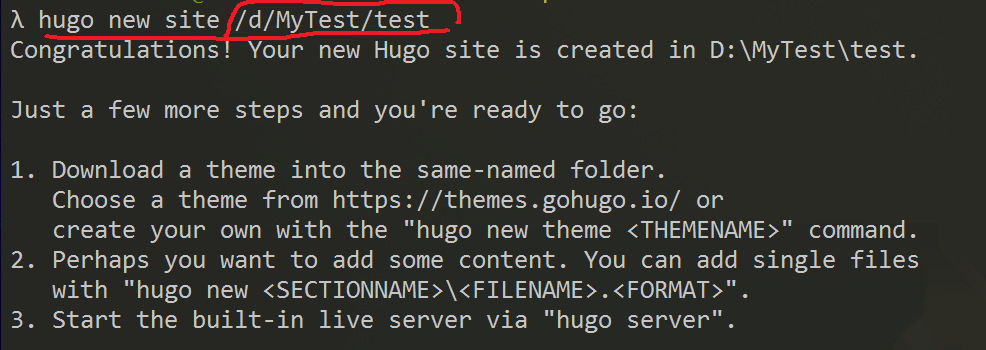 λ hugo new site /d/MyTest/test
Congratulations! Your new Hugo site is created in D:\MyTest\test.
Just a few more steps and you're ready to go:
1. Download a theme into the same-named folder.
Choose a theme from https://themes.gohugo.io/ or
create your own with the "hugo new theme <THEMENAME>" command.
2. Perhaps you want to add some content. You can add single files
with "hugo new <SECTIONNAME>\<FILENAME>.<FORMAT>".
3. Start the built-in live server via "hugo server".